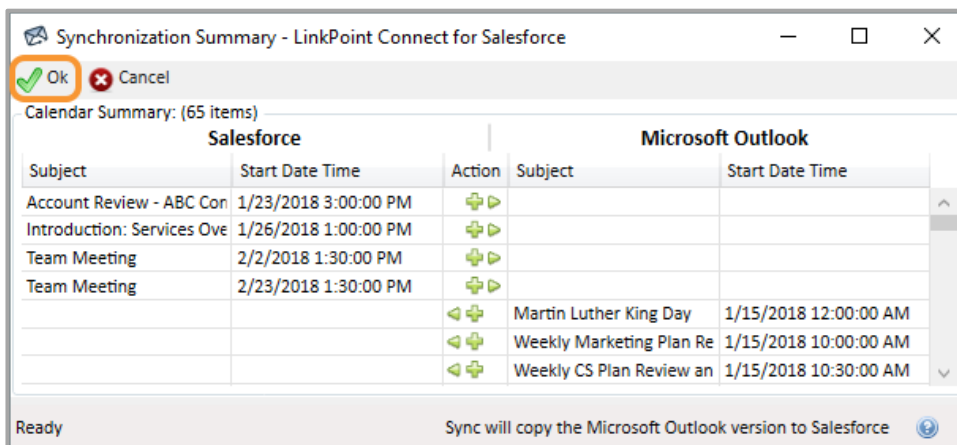 Synchronization Summary - LinkPoint Connect for Salesforce
Ok Cancel
Calendar Summary: (65 items)
Salesforce Microsoft Outlook
Subject Start Date Time Action Subject Start Date Time
Account Review - ABC Con 1/23/2018 3:00:00 PM
Introduction: Services Ove 1/26/2018 1:00:00 PM
Team Meeting 2/2/2018 1:30:00 PM
Team Meeting 2/23/2018 1:30:00 PM
Martin Luther King Day 1/15/2018 12:00:00 AM
Weekly Marketing Plan Re 1/15/2018 10:00:00 AM
Weekly CS Plan Review an 1/15/2018 10:30:00 AM
Ready Sync will copy the Microsoft Outlook version to Salesforce